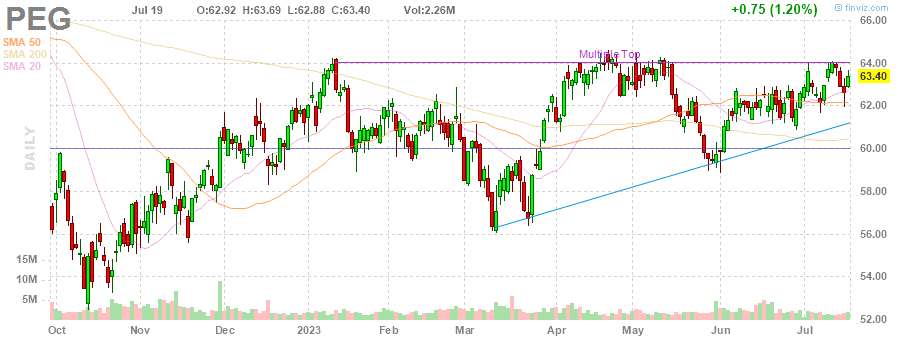 PEG Jul 19 O:62.92 H:63.69 L:62.88 C:63.40 Vol:2.26M +0.75 (1.20%) © finviz.com
66.00
SMA 50
SMA 200
SMA 20
Multiple Top
64.00
63.40
62.00
60.00
58.00
56.00
54.00
52.00
DAILY
15M
10M
5M
Oct Nov Dec 2023 Feb Mar Apr May Jun Jul